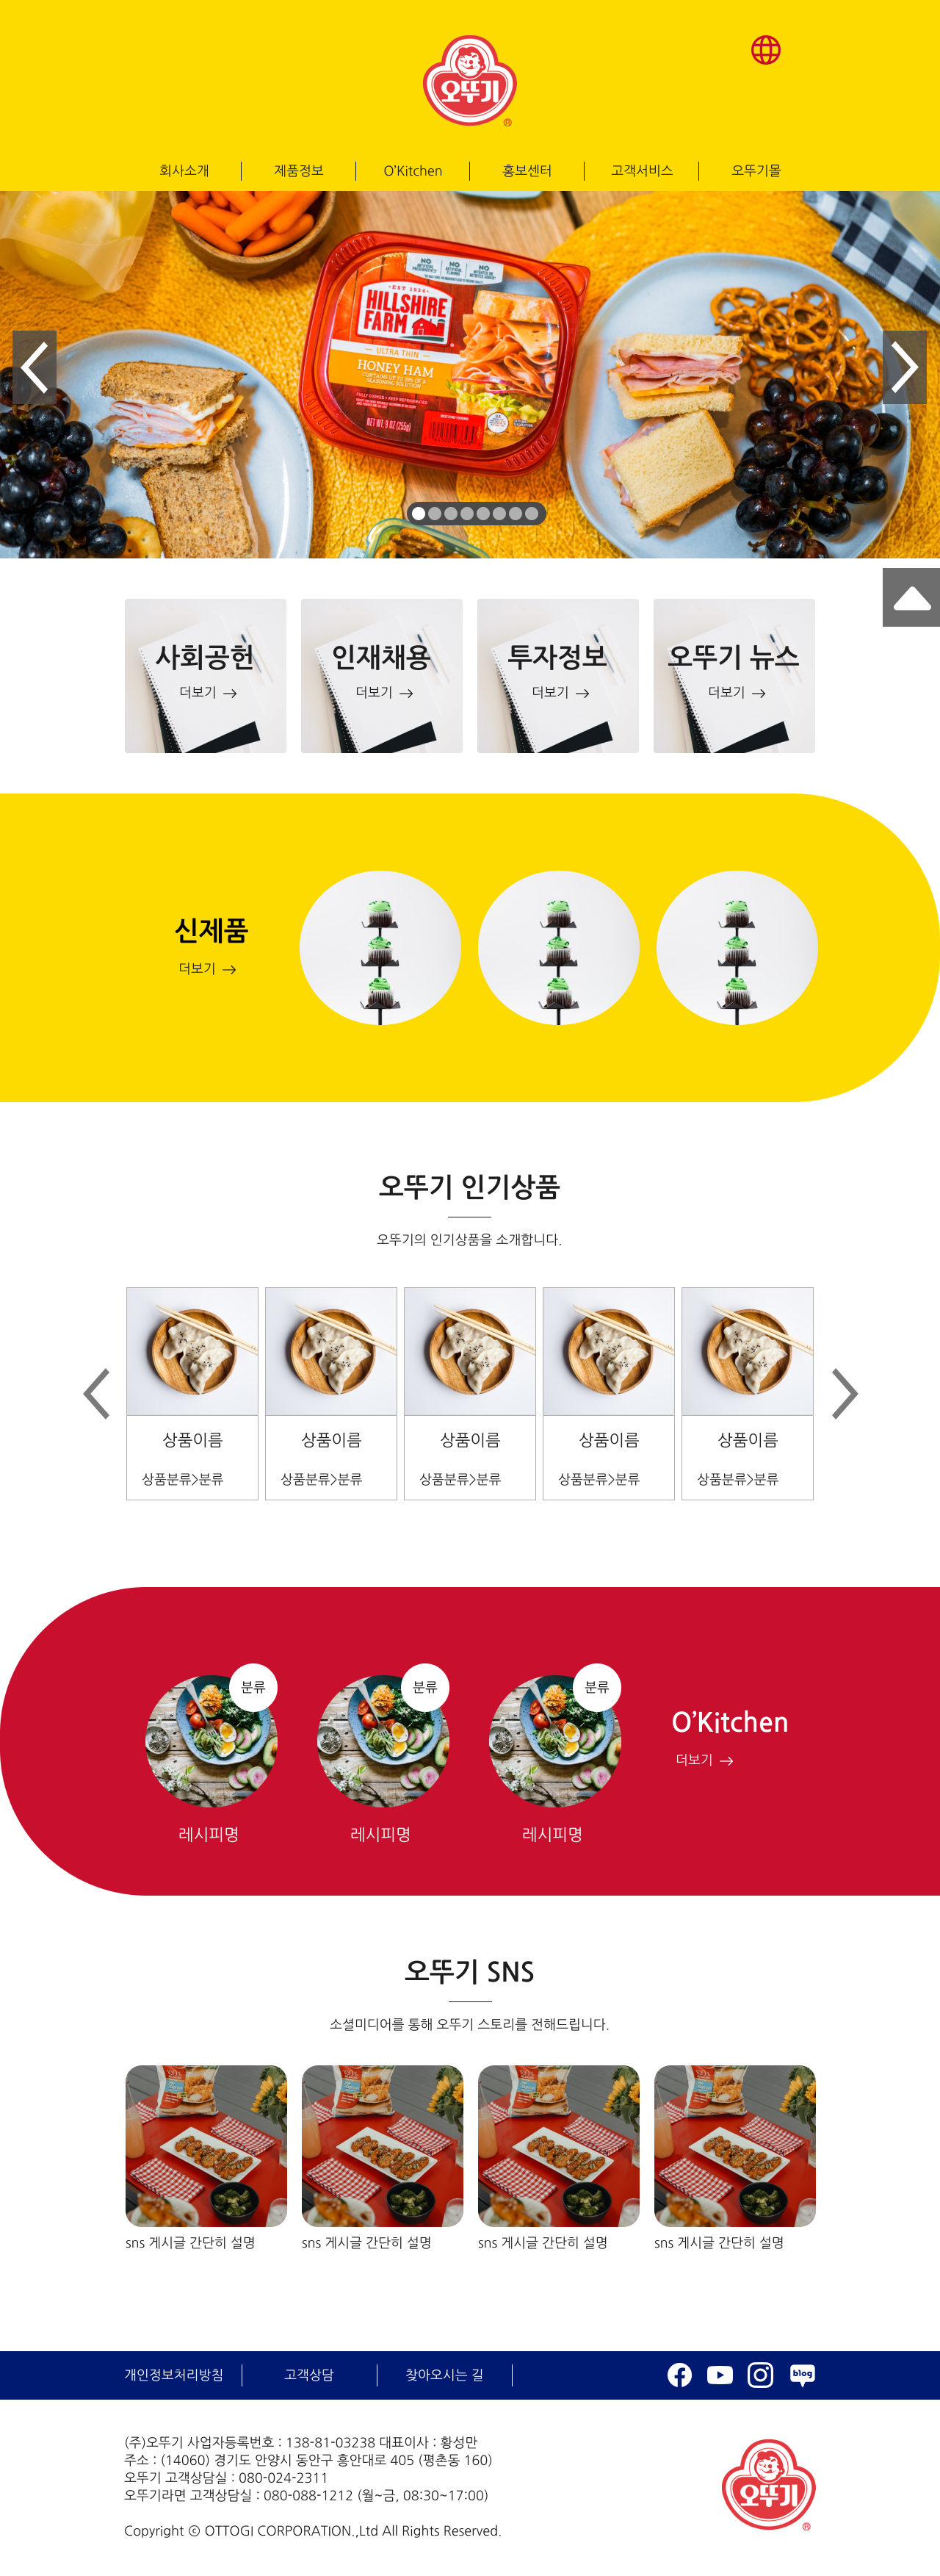 오뚜기
®
회사소개 제품정보 O'Kitchen 홍보센터 고객서비스 오뚜기몰
NO ARTIFICIAL
NO ARTIFICIAL
NO
EST 1934
HILLSHIRE
FARM
ULTRA THIN
HONEY HAM
FULLY COOKED • KEEP REFRIGERATED
NET WT. 9 OZ (255g)
사회공헌 인재채용 투자정보 오뚜기 뉴스
더보기 → 더보기 → 더보기 → 더보기 →
신제품
더보기 →
오뚜기 인기상품
오뚜기의 인기상품을 소개합니다.
상품이름 상품이름 상품이름 상품이름 상품이름
상품분류>분류 상품분류>분류 상품분류>분류 상품분류>분류 상품분류>분류
분류 분류 분류
O'Kitchen
더보기 →
레시피명 레시피명 레시피명
오뚜기 SNS
소셜미디어를 통해 오뚜기 스토리를 전해드립니다.
sns 게시글 간단히 설명 sns 게시글 간단히 설명 sns 게시글 간단히 설명 sns 게시글 간단히 설명
개인정보처리방침 고객상담 찾아오시는 길 blog
(주)오뚜기 사업자등록번호 : 138-81-03238 대표이사 : 황성만
주소 : (14060) 경기도 안양시 동안구 흥안대로 405 (평촌동 160)
오뚜기 고객상담실 : 080-024-2311
오뚜기라면 고객상담실 : 080-088-1212 (월~금, 08:30~17:00)
Copyright ⓒ OTTOGI CORPORATION.,Ltd All Rights Reserved.
오뚜기
®